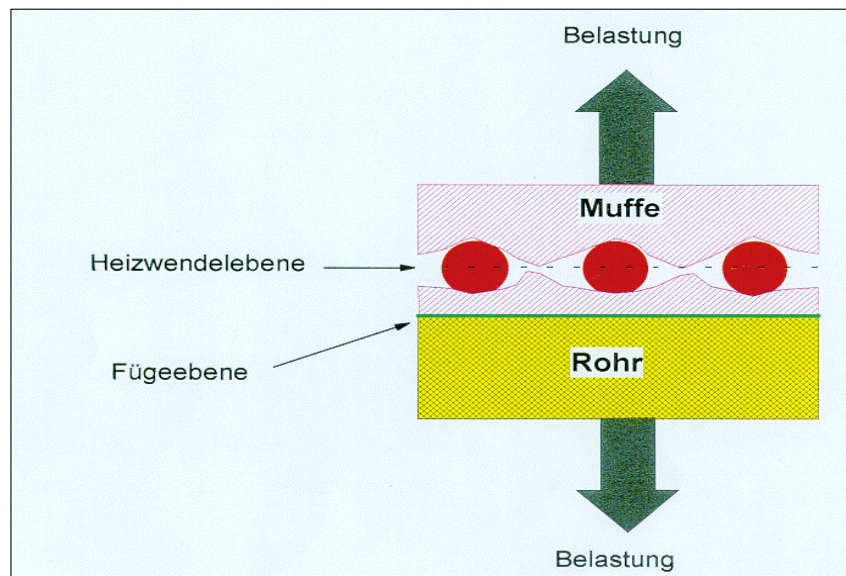 Belastung
Muffe
Heizwendelebene
Fügeebene
Rohr
Belastung